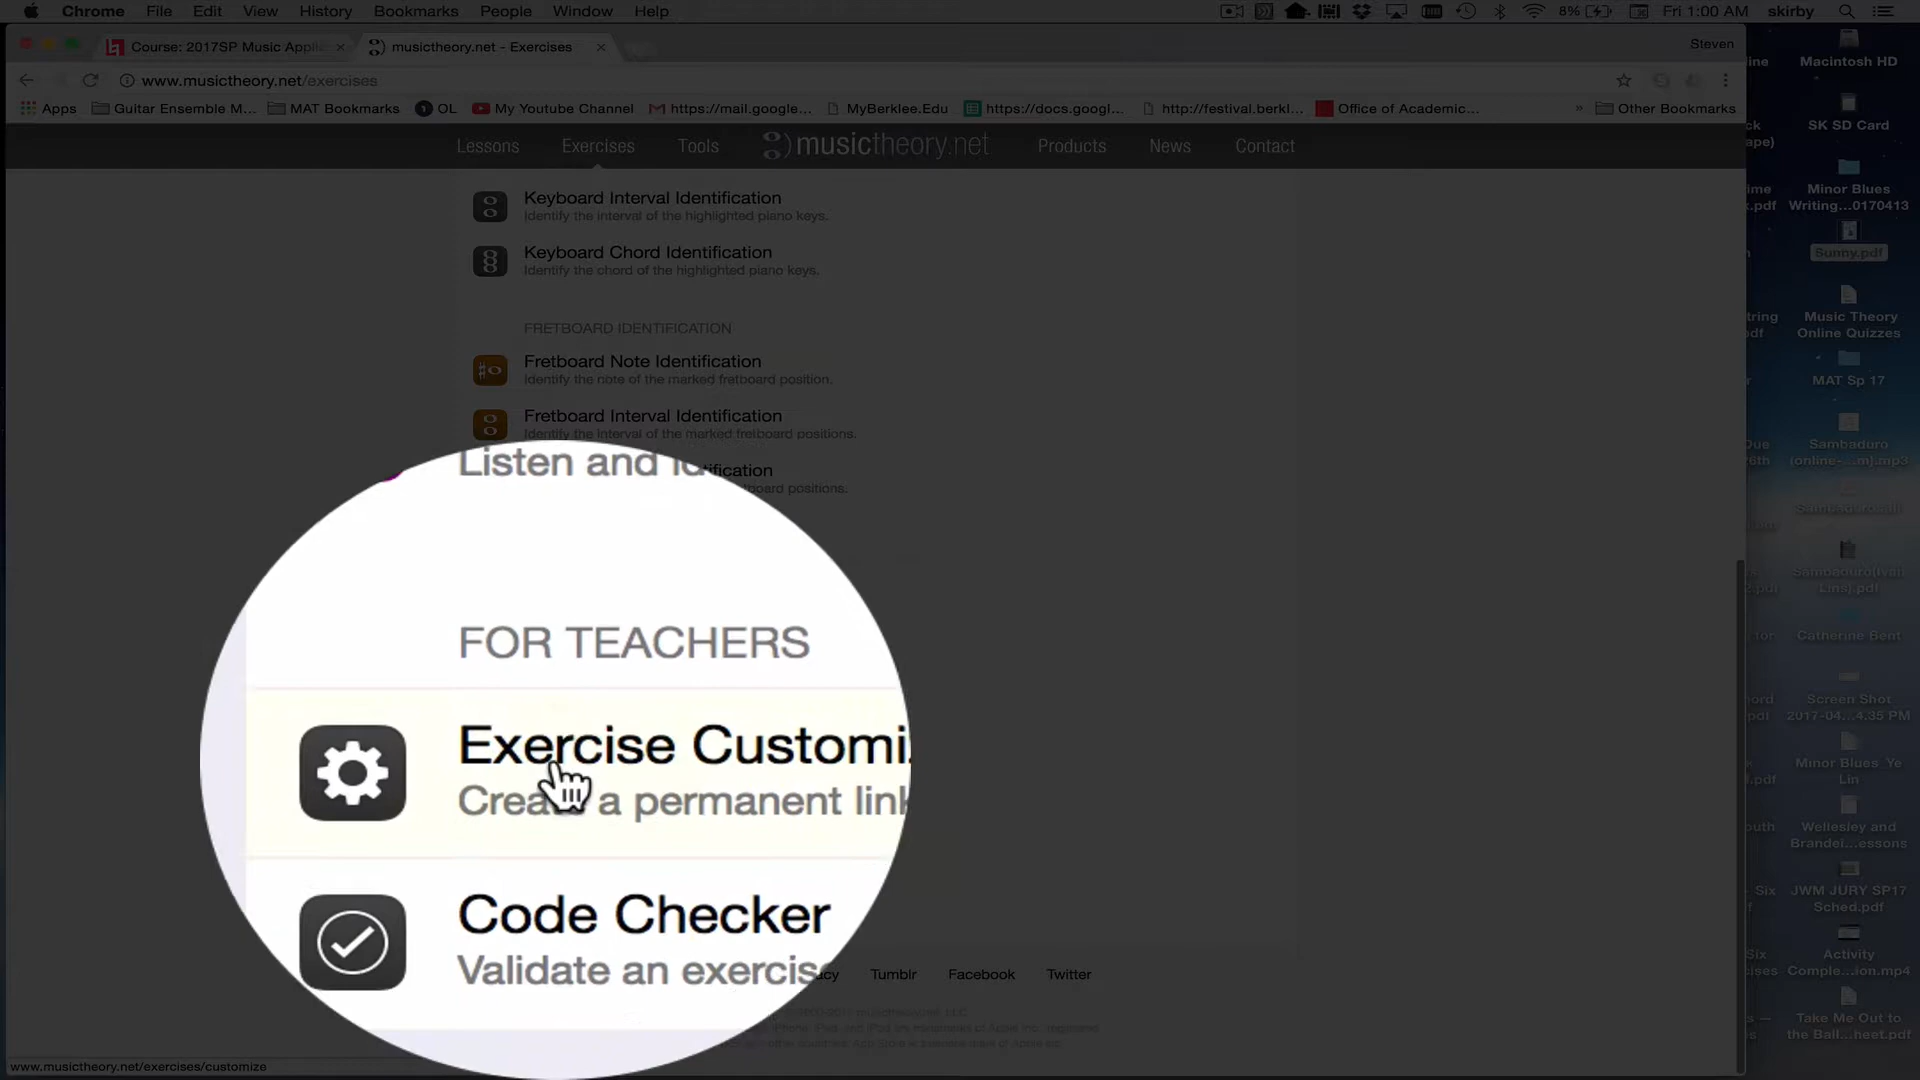 Chrome File Edit View History Bookmarks People Window Help 8% Fri 1:00 AM skirby
Course: 2017SP Music Appli musictheory.net - Exercises Steven
www.musictheory.net/exercises
Apps Guitar Ensemble M... MAT Bookmarks OL My Youtube Channel https://mail.google... MyBerklee.Edu https://docs.googl... http://festival.berkl... Office of Academic... » Other Bookmarks
Lessons Exercises Tools musictheory.net Products News Contact
Keyboard Interval Identification
Identify the interval of the highlighted piano keys.
Keyboard Chord Identification
Identify the chord of the highlighted piano keys.
FRETBOARD IDENTIFICATION
Fretboard Note Identification
Identify the note of the marked fretboard position.
Fretboard Interval Identification
Identify the interval of the marked fretboard positions.
Listen and
positions.
FOR TEACHERS
Exercise Customi
a permanent link
Code Checker
Validate an exercis
Tumblr Facebook Twitter
www.musictheory.net/exercises/customize
Macintosh HD
SK SD Card
Minor Blues
Writing...0170413
Sunny.pdf
Music Theory
Online Quizzes
MAT Sp 17
Sambaduro
(online-...m).mp3
Catherine Bent
Screen Shot
2017-04...4.35 PM
Minor Blues Ye
Lin
Wellesley and
Brandei...essons
JWM JURY SP17
Sched.pdf
Activity
Comple...ion.mp4
Take Me Out to
the Ball...heet.pdf